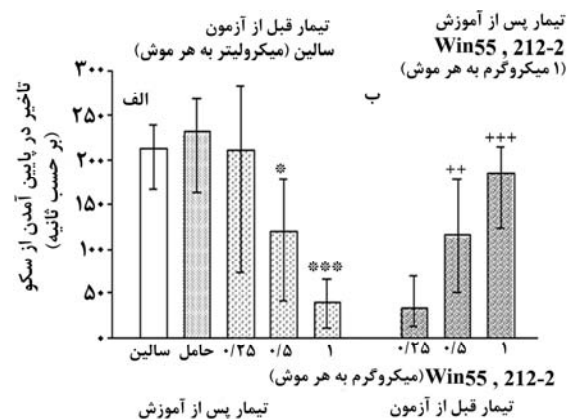 تیمار قبل از آزمون
سالین (میکرولیتر به هر موش)
تیمار پس از آموزش
Win55 , 212-2
(۱ میکروگرم به هر موش)
الف
ب
تاخیر در پایین آمدن از سکو
(بر حسب ثانیه)
۳۰۰
۲۵۰
۲۰۰
۱۵۰
۱۰۰
۵۰
۰
※
※※※
++
+++
سالین حامل ۰/۲۵ ۰/۵ ۱ ۰/۲۵ ۰/۵ ۱
Win55 , 212-2 (میکروگرم به هر موش)
تیمار پس از آموزش
تیمار قبل از آزمون